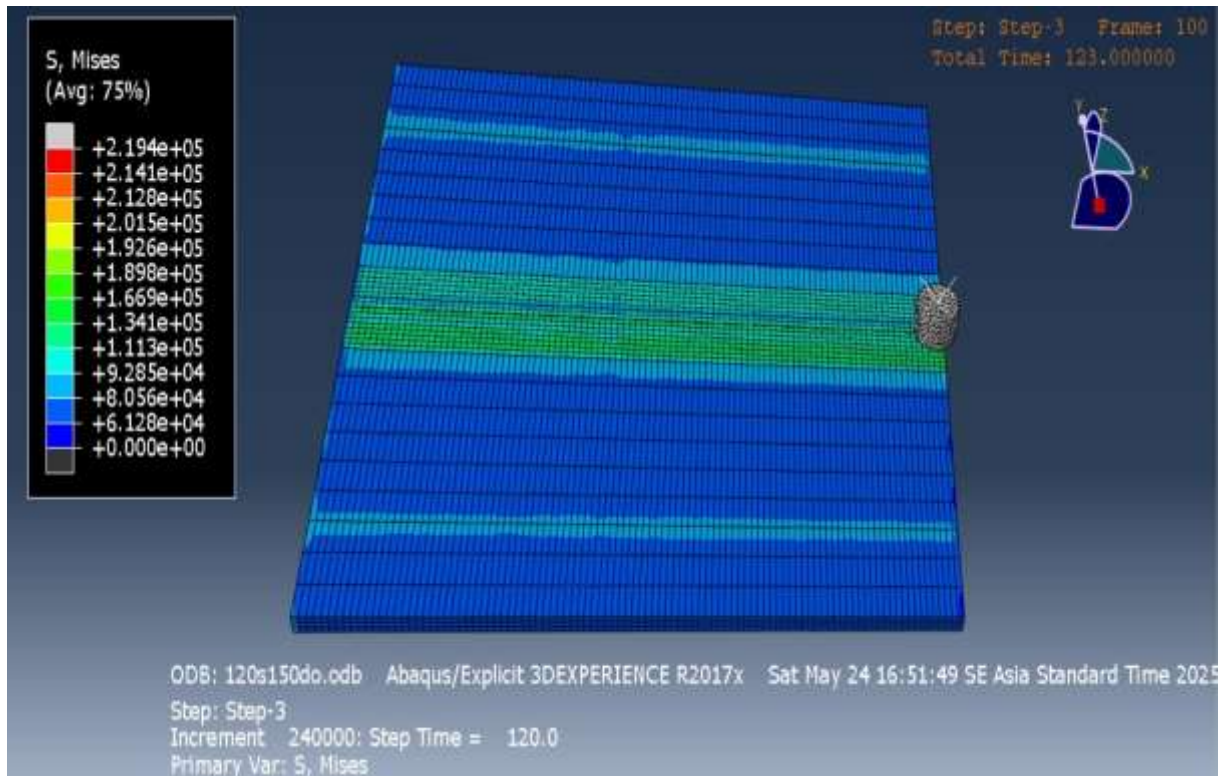 S, Mises
(Avg: 75%)
+2.194e+05
+2.141e+05
+2.128e+05
+2.015e+05
+1.926e+05
+1.898e+05
+1.669e+05
+1.341e+05
+1.113e+05
+9.285e+04
+8.056e+04
+6.128e+04
+0.000e+00
Step: Step-3 Frame: 100
Total Time: 123.000000
Y
Z
X
ODB: 120s150do.odb Abaqus/Explicit 3DEXPERIENCE R2017x Sat May 24 16:51:49 SE Asia Standard Time 2025
Step: Step-3
Increment 240000: Step Time = 120.0
Primary Var: S, Mises